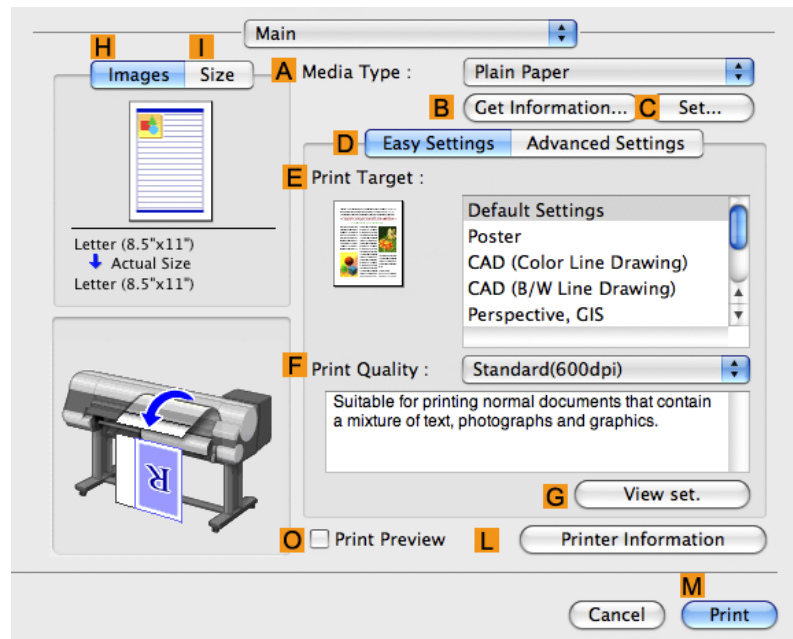 Main
H
I
Images Size
A Media Type : Plain Paper
B Get Information... C Set...
D Easy Settings Advanced Settings
E Print Target :
Default Settings
Poster
CAD (Color Line Drawing)
CAD (B/W Line Drawing)
Perspective, GIS
Letter (8.5"x11")
Actual Size
Letter (8.5"x11")
F Print Quality : Standard(600dpi)
Suitable for printing normal documents that contain
a mixture of text, photographs and graphics.
R
G View set.
O Print Preview L Printer Information
M
Cancel Print